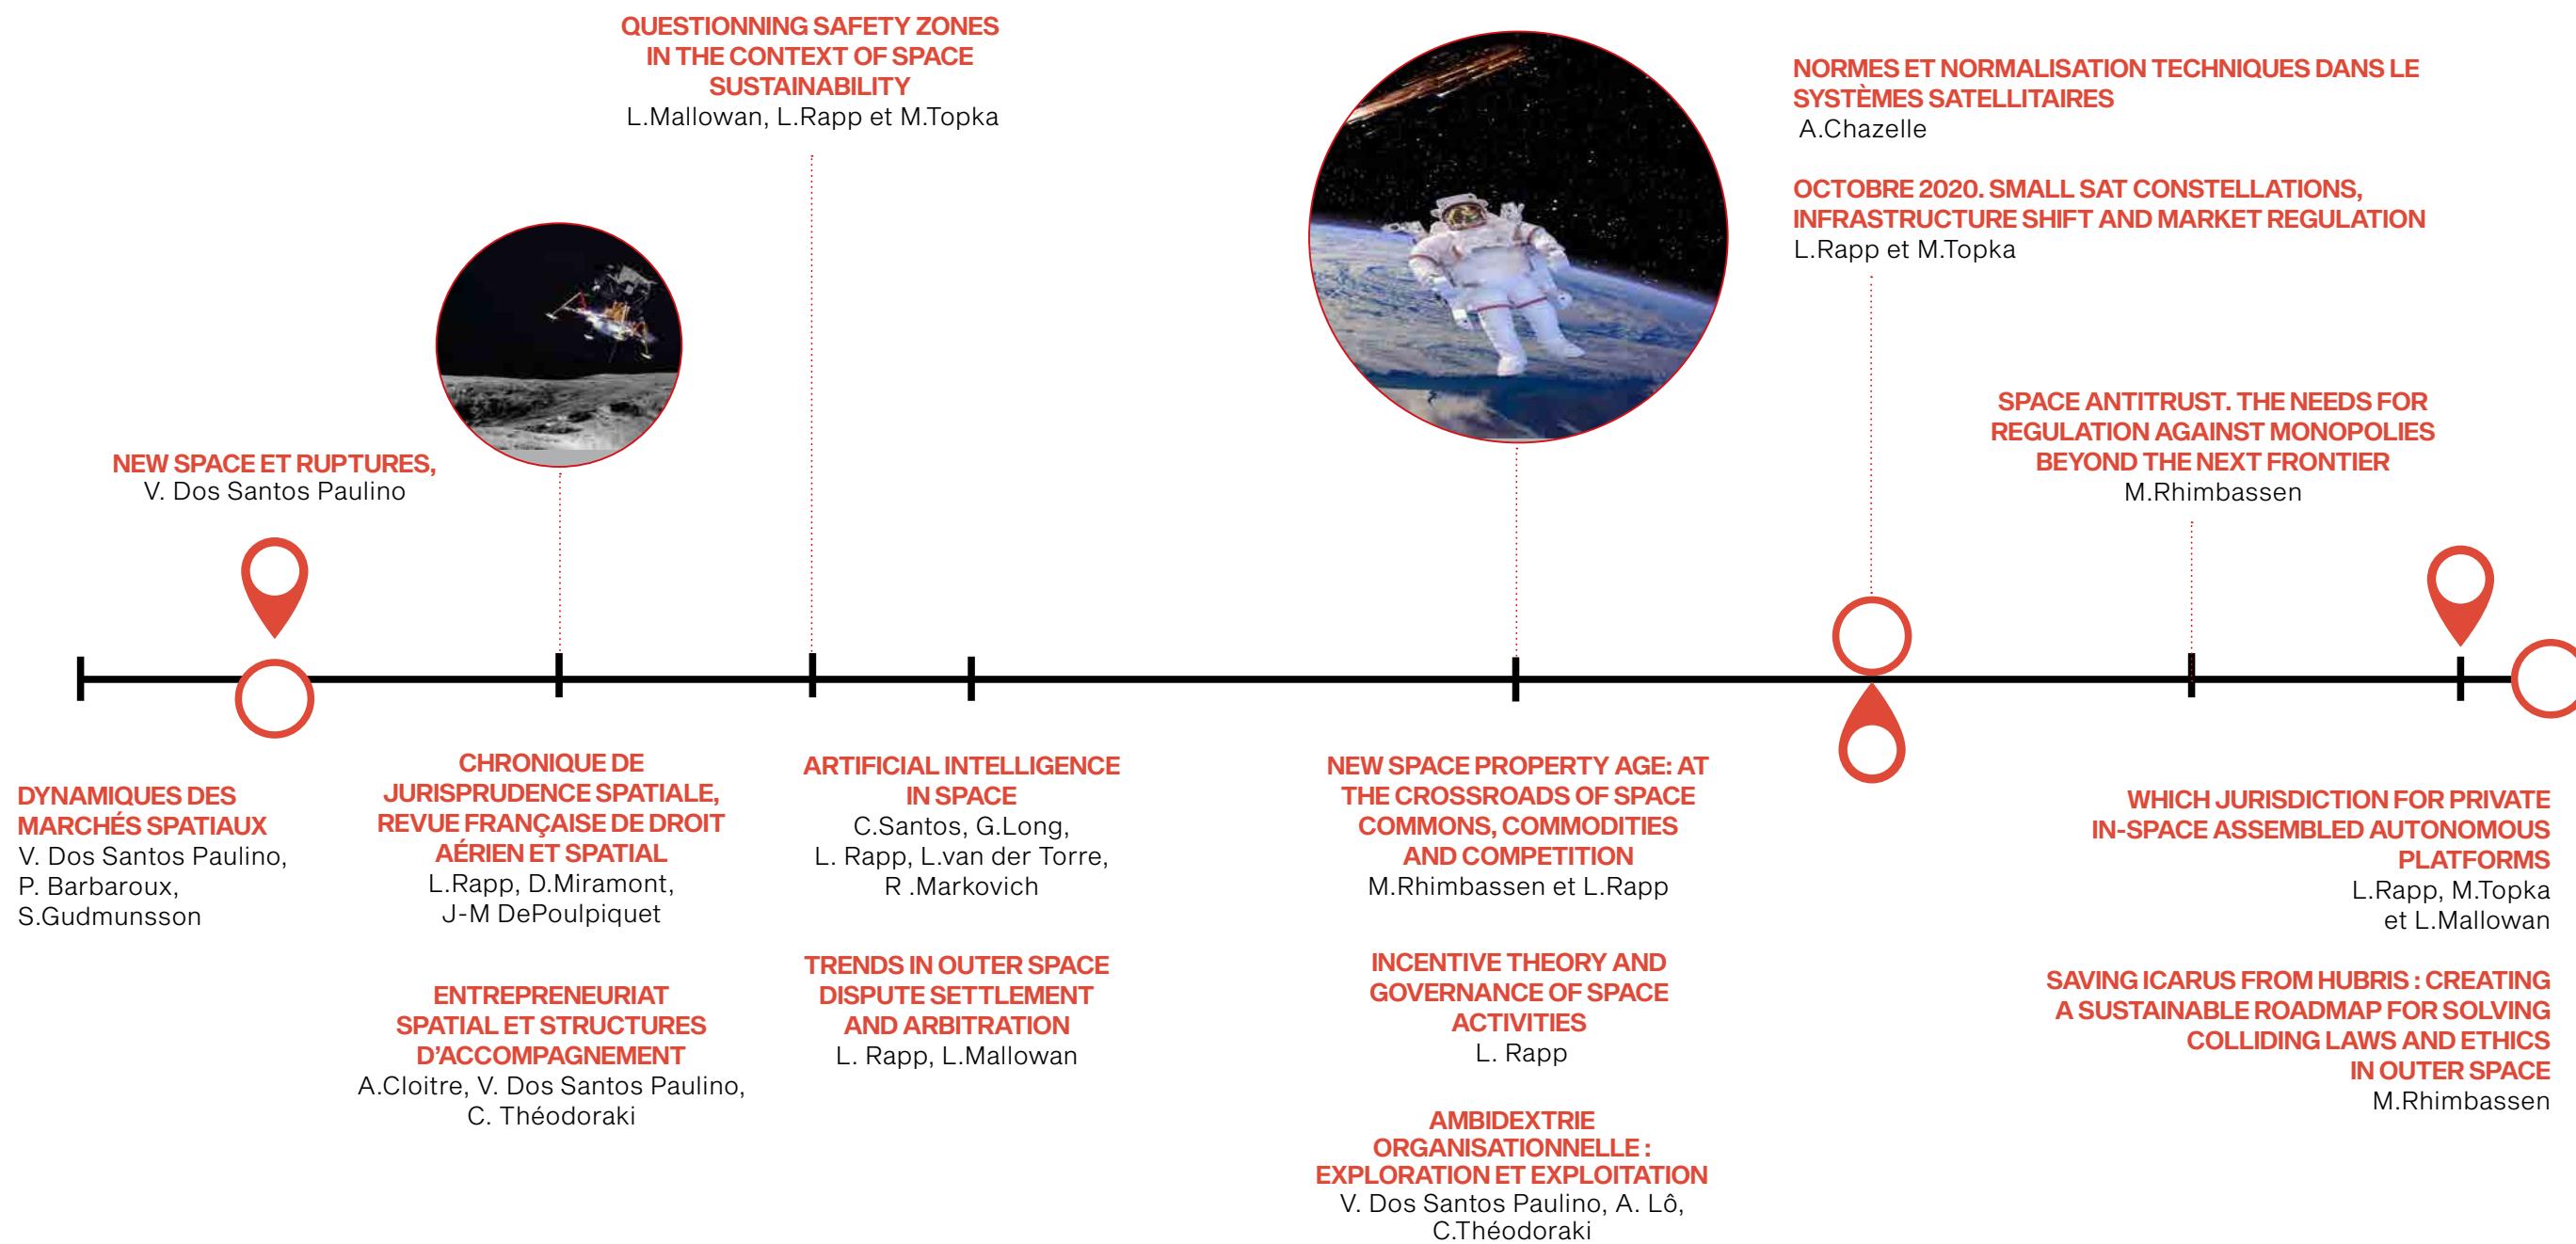 QUESTIONNING SAFETY ZONES
IN THE CONTEXT OF SPACE
SUSTAINABILITY
L.Mallowan, L.Rapp et M.Topka
NORMES ET NORMALISATION TECHNIQUES DANS LE
SYSTÈMES SATELLITAIRES
A.Chazelle
OCTOBRE 2020. SMALL SAT CONSTELLATIONS,
INFRASTRUCTURE SHIFT AND MARKET REGULATION
L.Rapp et M.Topka
SPACE ANTITRUST. THE NEEDS FOR
REGULATION AGAINST MONOPOLIES
BEYOND THE NEXT FRONTIER
M.Rhimbassen
NEW SPACE ET RUPTURES,
V. Dos Santos Paulino
DYNAMIQUES DES
MARCHÉS SPATIAUX
V. Dos Santos Paulino,
P. Barbaroux,
S.Gudmunsson
CHRONIQUE DE
JURISPRUDENCE SPATIALE,
REVUE FRANÇAISE DE DROIT
AÉRIEN ET SPATIAL
L.Rapp, D.Miramont,
J-M DePoulpiquet
ENTREPRENEURIAT
SPATIAL ET STRUCTURES
D’ACCOMPAGNEMENT
A.Cloitre, V. Dos Santos Paulino,
C. Théodoraki
ARTIFICIAL INTELLIGENCE
IN SPACE
C.Santos, G.Long,
L. Rapp, L.van der Torre,
R .Markovich
TRENDS IN OUTER SPACE
DISPUTE SETTLEMENT
AND ARBITRATION
L. Rapp, L.Mallowan
NEW SPACE PROPERTY AGE: AT
THE CROSSROADS OF SPACE
COMMONS, COMMODITIES
AND COMPETITION
M.Rhimbassen et L.Rapp
INCENTIVE THEORY AND
GOVERNANCE OF SPACE
ACTIVITIES
L. Rapp
AMBIDEXTRIE
ORGANISATIONNELLE :
EXPLORATION ET EXPLOITATION
V. Dos Santos Paulino, A. Lô,
C.Théodoraki
WHICH JURISDICTION FOR PRIVATE
IN-SPACE ASSEMBLED AUTONOMOUS
PLATFORMS
L.Rapp, M.Topka
et L.Mallowan
SAVING ICARUS FROM HUBRIS : CREATING
A SUSTAINABLE ROADMAP FOR SOLVING
COLLIDING LAWS AND ETHICS
IN OUTER SPACE
M.Rhimbassen